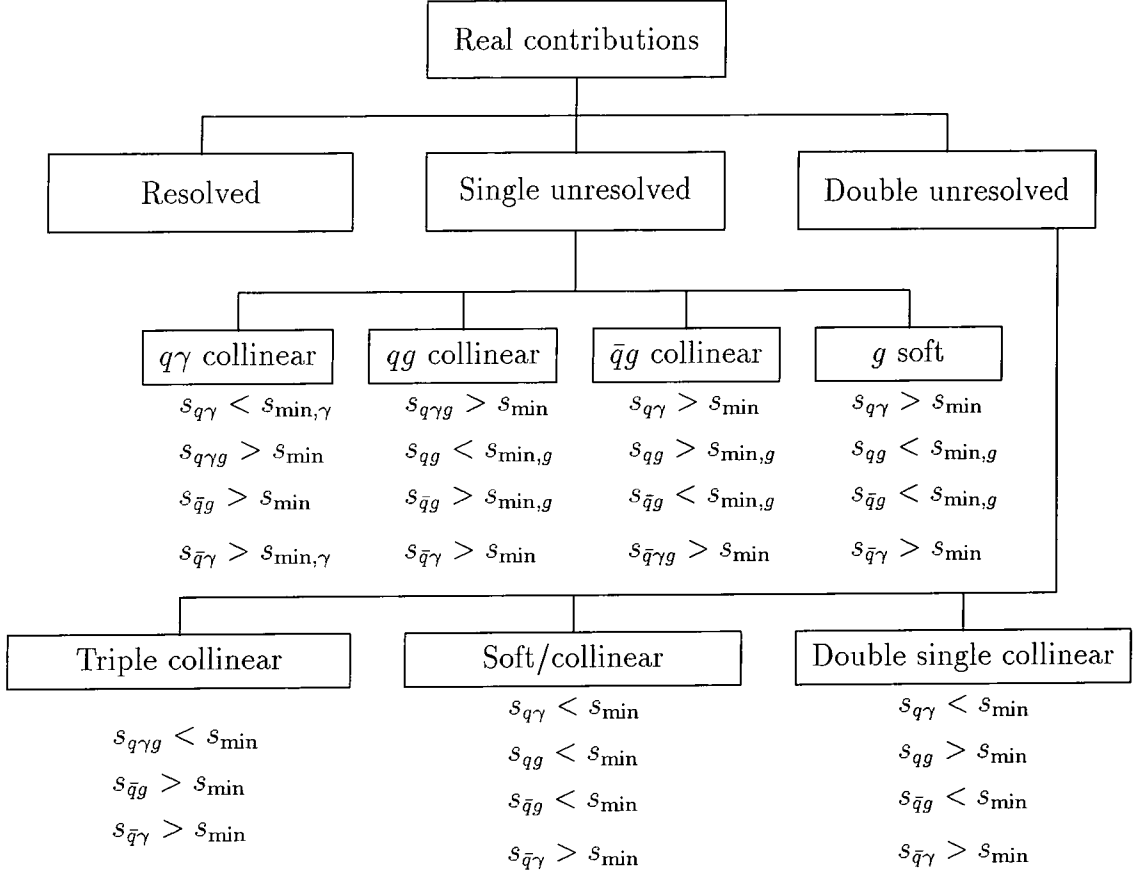 Real contributions
Resolved
Single unresolved
Double unresolved
qγ collinear
qg collinear
q̄g collinear
g soft
s_{qγ} < s_{min,γ}
s_{qγg} > s_{min}
s_{q̄g} > s_{min}
s_{q̄γ} > s_{min,γ}
s_{qγg} > s_{min}
s_{qg} < s_{min,g}
s_{q̄g} > s_{min,g}
s_{q̄γ} > s_{min}
s_{qγ} > s_{min}
s_{qg} > s_{min,g}
s_{q̄g} < s_{min,g}
s_{q̄γg} > s_{min}
s_{qγ} > s_{min}
s_{qg} < s_{min,g}
s_{q̄g} < s_{min,g}
s_{q̄γ} > s_{min}
Triple collinear
s_{qγg} < s_{min}
s_{q̄g} > s_{min}
s_{q̄γ} > s_{min}
Soft/collinear
s_{qγ} < s_{min}
s_{qg} < s_{min}
s_{q̄g} < s_{min}
s_{q̄γ} > s_{min}
Double single collinear
s_{qγ} < s_{min}
s_{qg} > s_{min}
s_{q̄g} < s_{min}
s_{q̄γ} > s_{min}